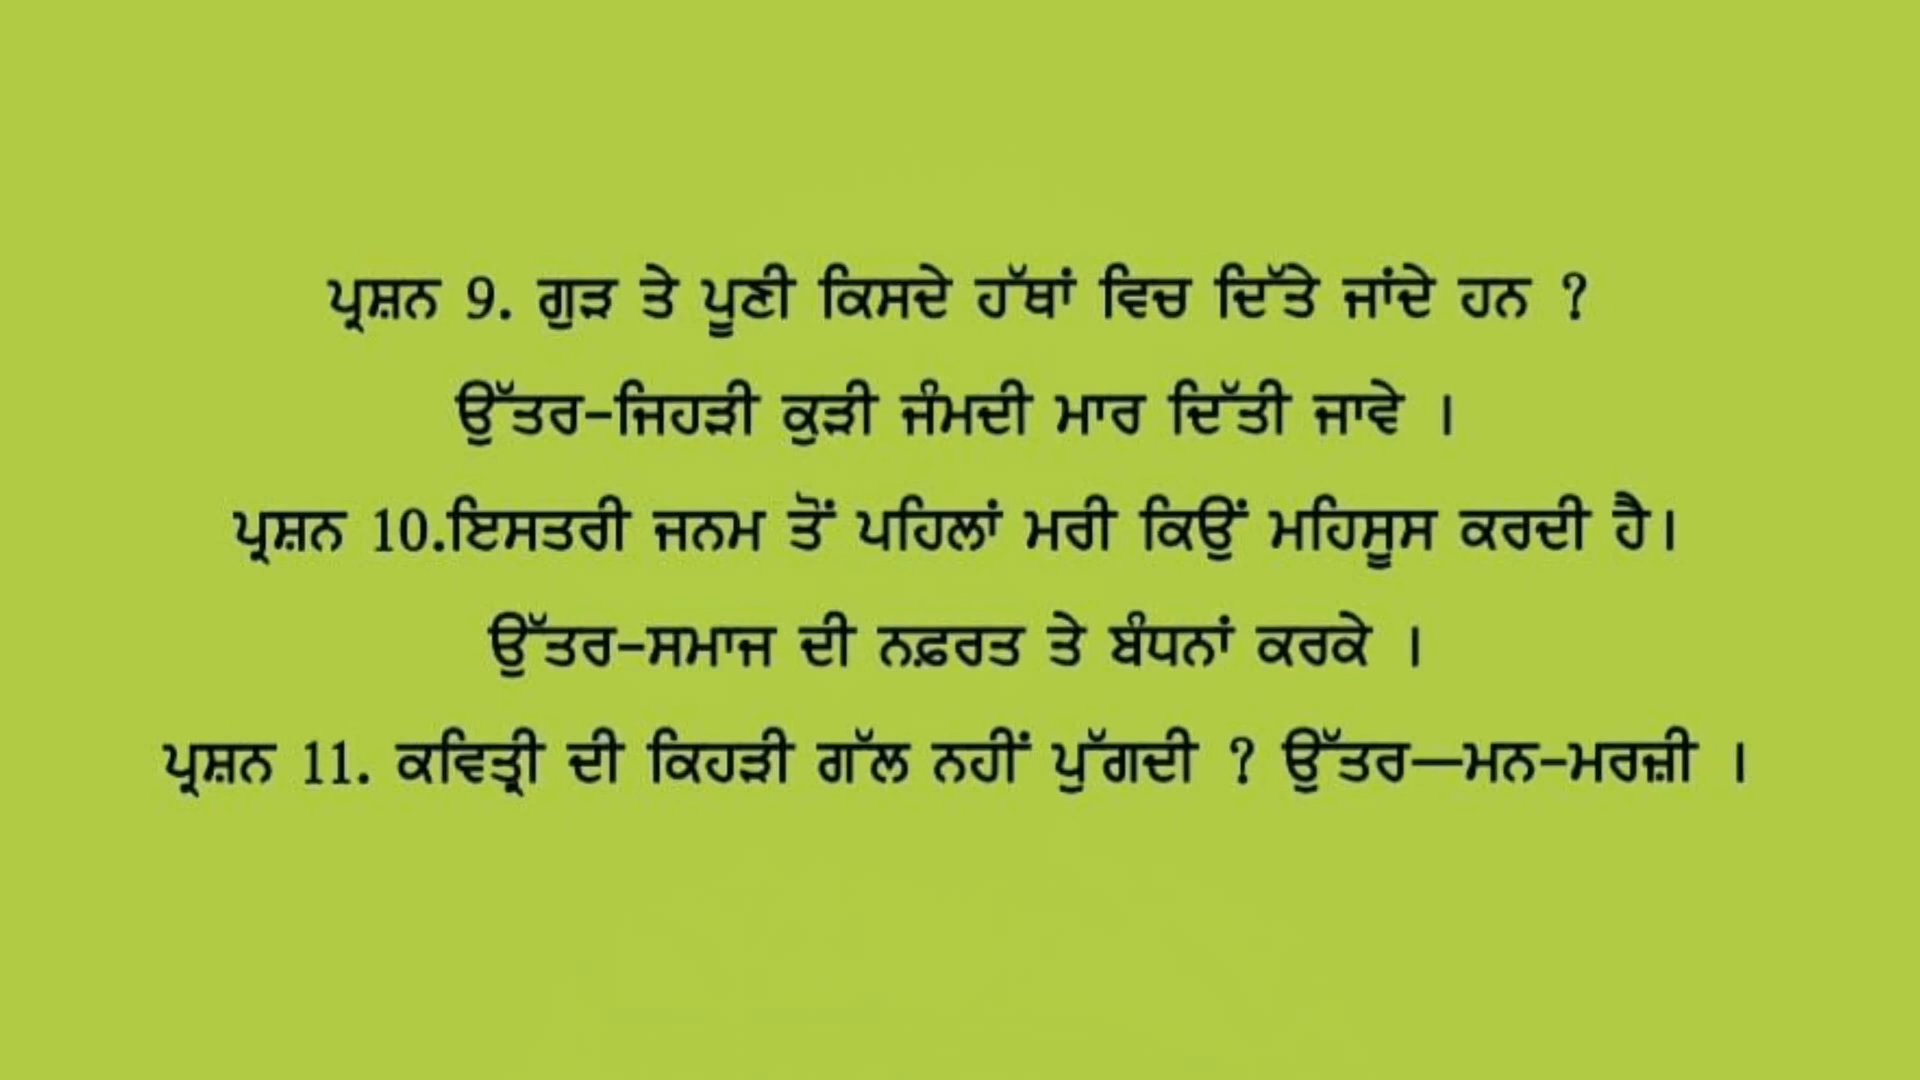 ਪ੍ਰਸ਼ਨ 9. ਗੁੜ ਤੇ ਪੂਣੀ ਕਿਸਦੇ ਹੱਥਾਂ ਵਿਚ ਦਿੱਤੇ ਜਾਂਦੇ ਹਨ ?
ਉੱਤਰ-ਜਿਹੜੀ ਕੁੜੀ ਜੰਮਦੀ ਮਾਰ ਦਿੱਤੀ ਜਾਵੇ ।
ਪ੍ਰਸ਼ਨ 10.ਇਸਤਰੀ ਜਨਮ ਤੋਂ ਪਹਿਲਾਂ ਮਰੀ ਕਿਉਂ ਮਹਿਸੂਸ ਕਰਦੀ ਹੈ।
ਉੱਤਰ-ਸਮਾਜ ਦੀ ਨਫ਼ਰਤ ਤੇ ਬੰਧਨਾਂ ਕਰਕੇ ।
ਪ੍ਰਸ਼ਨ 11. ਕਵਿਤ੍ਰੀ ਦੀ ਕਿਹੜੀ ਗੱਲ ਨਹੀਂ ਪੁੱਗਦੀ ? ਉੱਤਰ—ਮਨ-ਮਰਜ਼ੀ ।